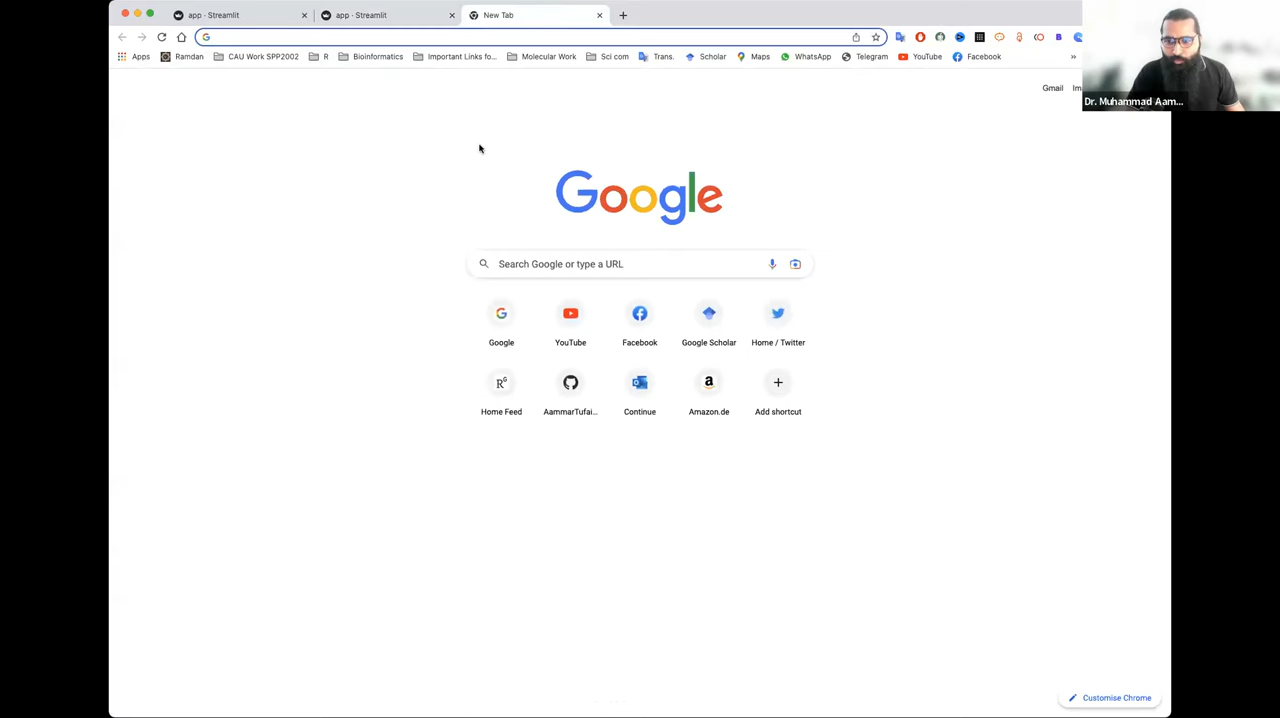 app · Streamlit
app · Streamlit
New Tab
Apps
Ramdan
CAU Work SPP2002
R
Bioinformatics
Important Links fo...
Molecular Work
Sci com
Trans.
Scholar
Maps
WhatsApp
Telegram
YouTube
Facebook
»
Gmail
Im
Dr. Muhammad Aam...
Google
Search Google or type a URL
Google
YouTube
Facebook
Google Scholar
Home / Twitter
Home Feed
AammarTufai...
Continue
Amazon.de
Add shortcut
Customise Chrome